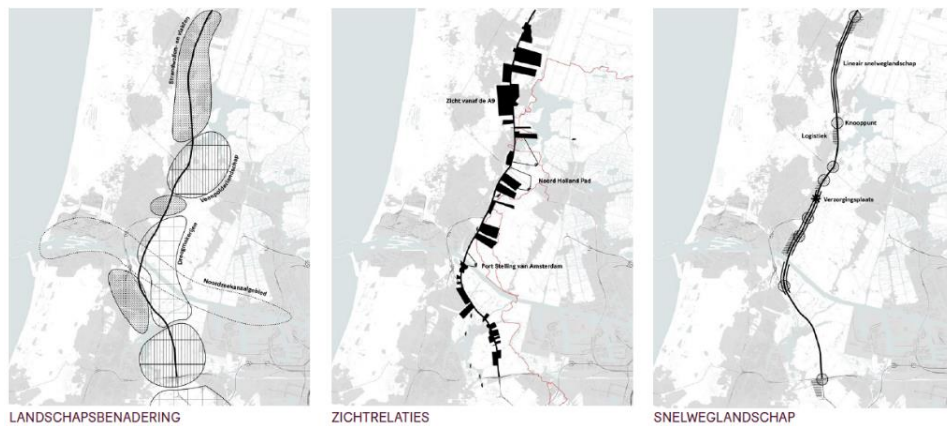 Strandwallen- en vlakten
Veenpolderlandschap
Droogmakerijen
Noordzeekanaalgebied
LANDSCHAPSBENADERING
Zicht vanaf de A9
Noord Holland Pad
Fort Stelling van Amsterdam
ZICHTRELATIES
Lineair snelweglandschap
Knooppunt
Logistiek
Verzorgingsplaats
SNELWEGLANDSCHAP